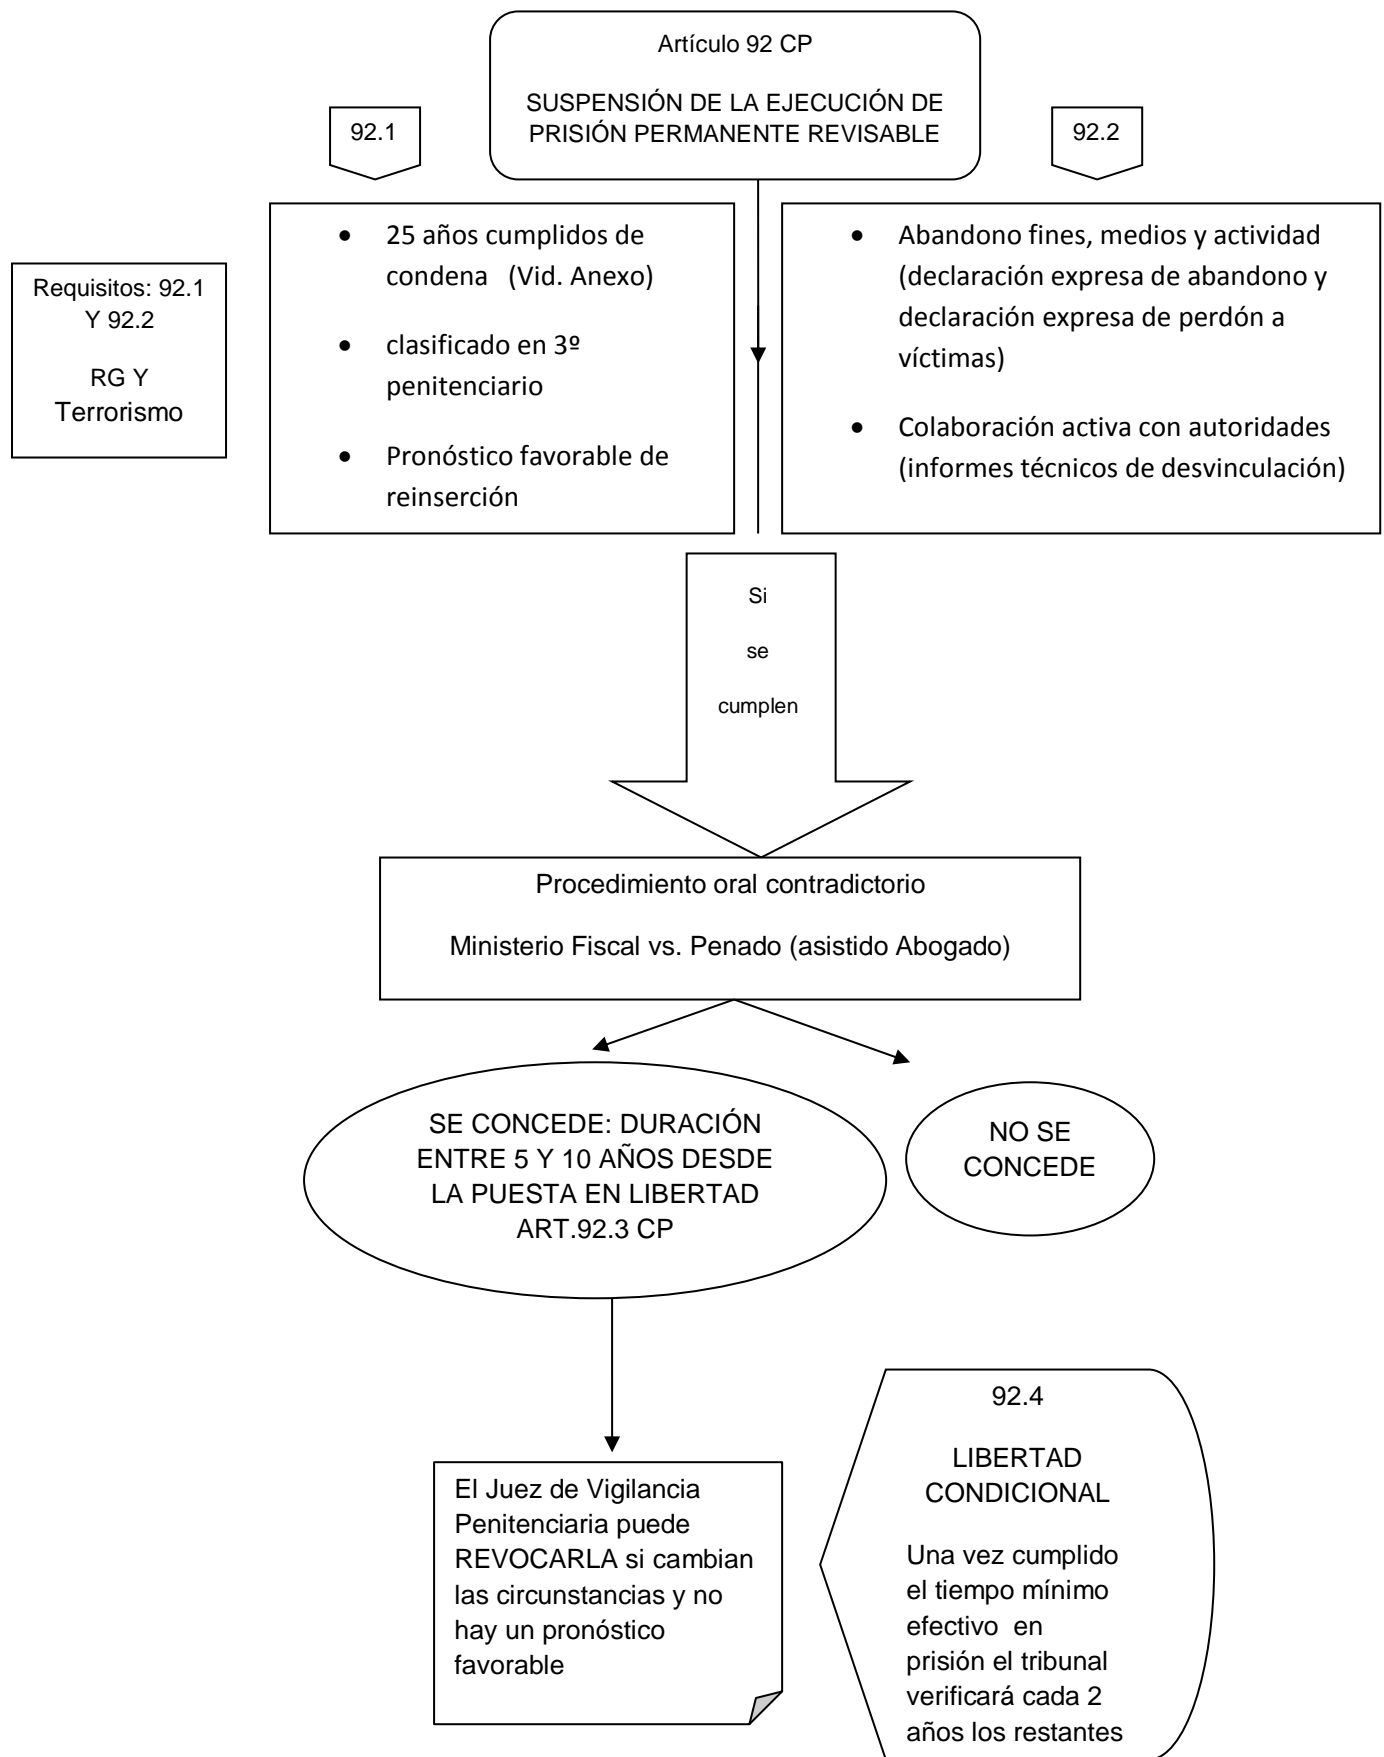 Artículo 92 CP
SUSPENSIÓN DE LA EJECUCIÓN DE
PRISIÓN PERMANENTE REVISABLE
92.1
92.2
Requisitos: 92.1
Y 92.2
RG Y
Terrorismo
• 25 años cumplidos de
condena (Vid. Anexo)
• clasificado en 3º
penitenciario
• Pronóstico favorable de
reinserción
• Abandono fines, medios y actividad
(declaración expresa de abandono y
declaración expresa de perdón a
víctimas)
• Colaboración activa con autoridades
(informes técnicos de desvinculación)
Si
se
cumplen
Procedimiento oral contradictorio
Ministerio Fiscal vs. Penado (asistido Abogado)
SE CONCEDE: DURACIÓN
ENTRE 5 Y 10 AÑOS DESDE
LA PUESTA EN LIBERTAD
ART.92.3 CP
NO SE
CONCEDE
El Juez de Vigilancia
Penitenciaria puede
REVOCARLA si cambian
las circunstancias y no
hay un pronóstico
favorable
92.4
LIBERTAD
CONDICIONAL
Una vez cumplido
el tiempo mínimo
efectivo en
prisión el tribunal
verificará cada 2
años los restantes